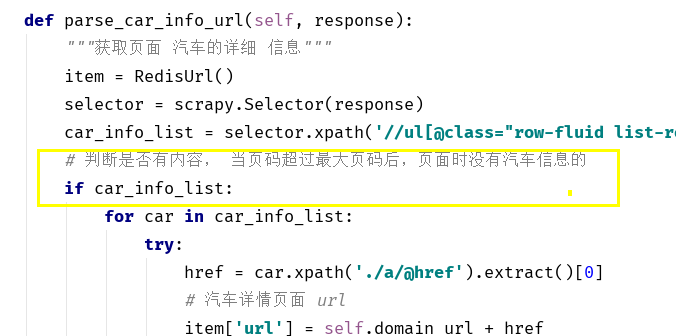 def parse_car_info_url(self, response):
"""获取页面 汽车的详细 信息"""
item = RedisUrl()
selector = scrapy.Selector(response)
car_info_list = selector.xpath('//ul[@class="row-fluid list-r
# 判断是否有内容， 当页码超过最大页码后，页面时没有汽车信息的
if car_info_list:
for car in car_info_list:
try:
href = car.xpath('./a/@href').extract()[0]
# 汽车详情页面 url
item['url'] = self.domain_url + href